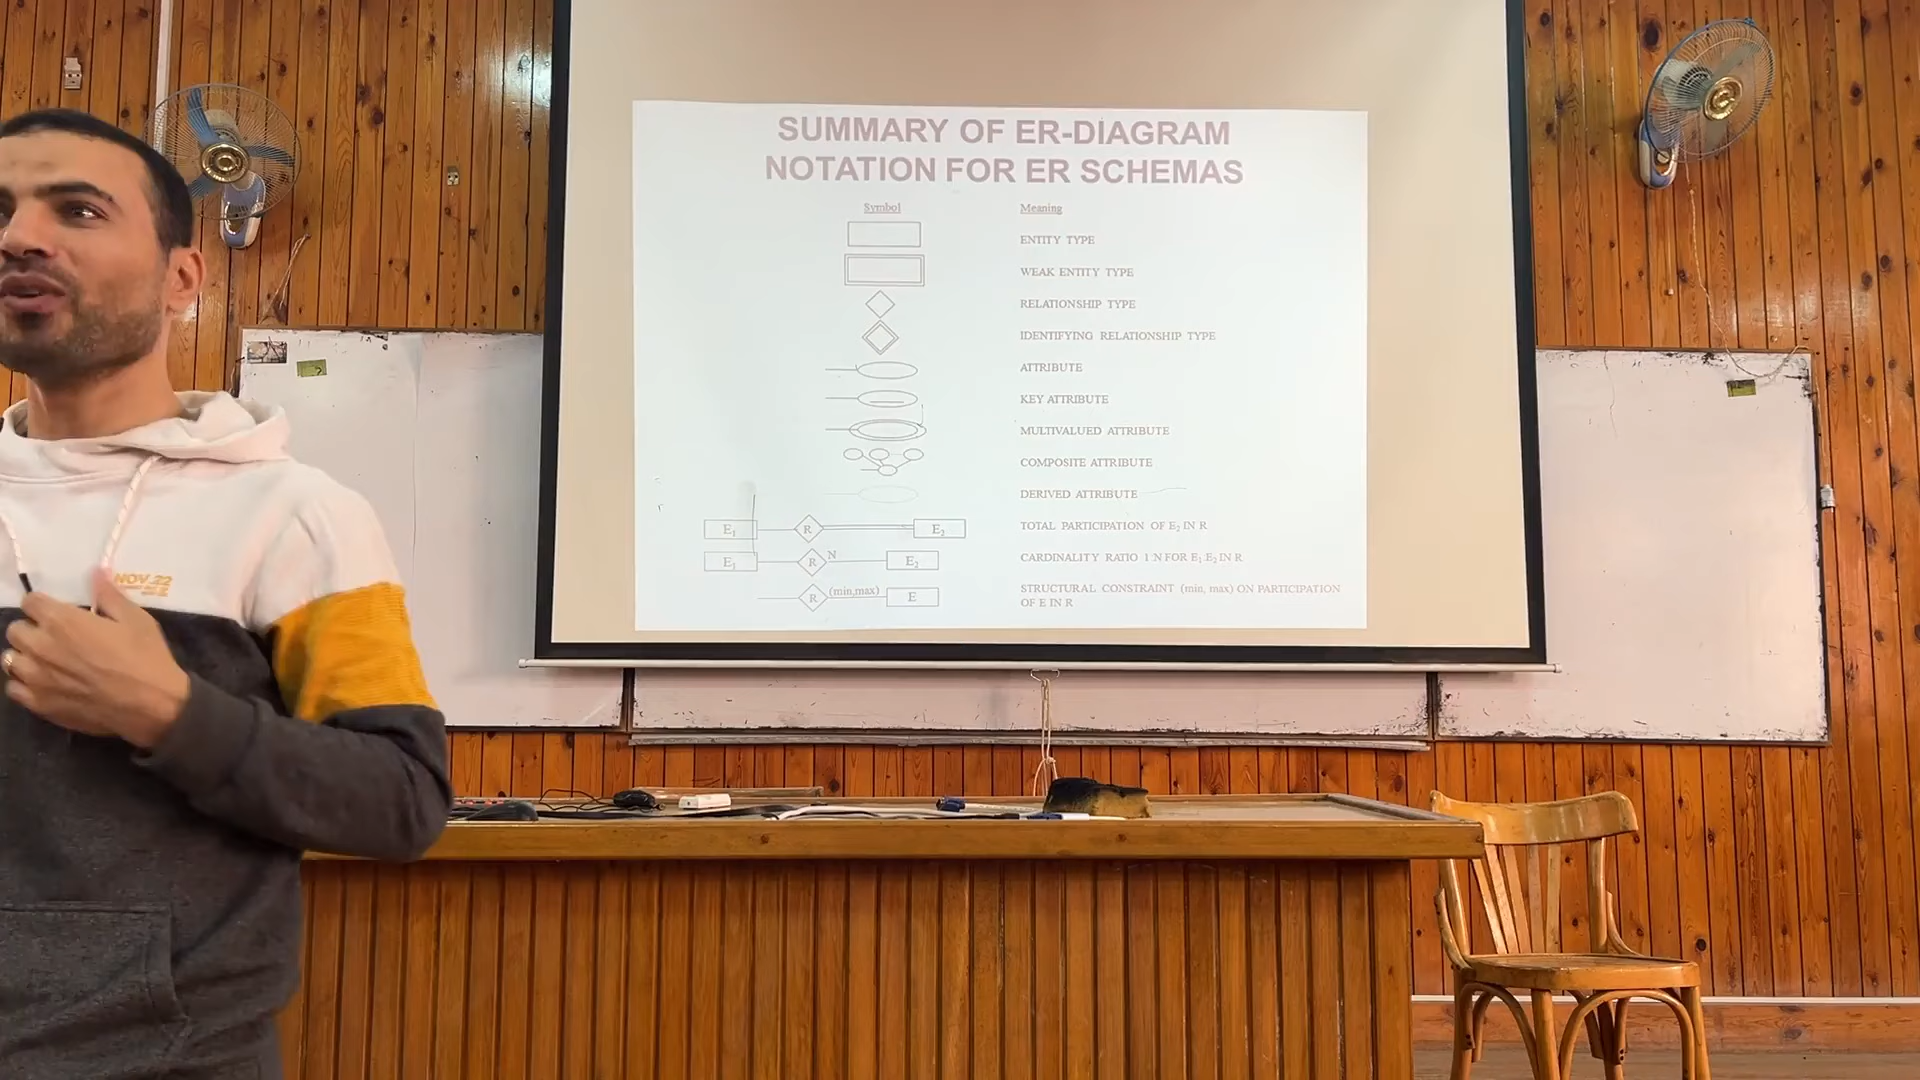 SUMMARY OF ER-DIAGRAM
NOTATION FOR ER SCHEMAS
Symbol Meaning
ENTITY TYPE
WEAK ENTITY TYPE
RELATIONSHIP TYPE
IDENTIFYING RELATIONSHIP TYPE
ATTRIBUTE
KEY ATTRIBUTE
MULTIVALUED ATTRIBUTE
COMPOSITE ATTRIBUTE
DERIVED ATTRIBUTE
E1 R E2 TOTAL PARTICIPATION OF E2 IN R
E1 R N E2 CARDINALITY RATIO 1:N FOR E1:E2 IN R
R (min,max) E STRUCTURAL CONSTRAINT (min, max) ON PARTICIPATION
OF E IN R
NOV.22